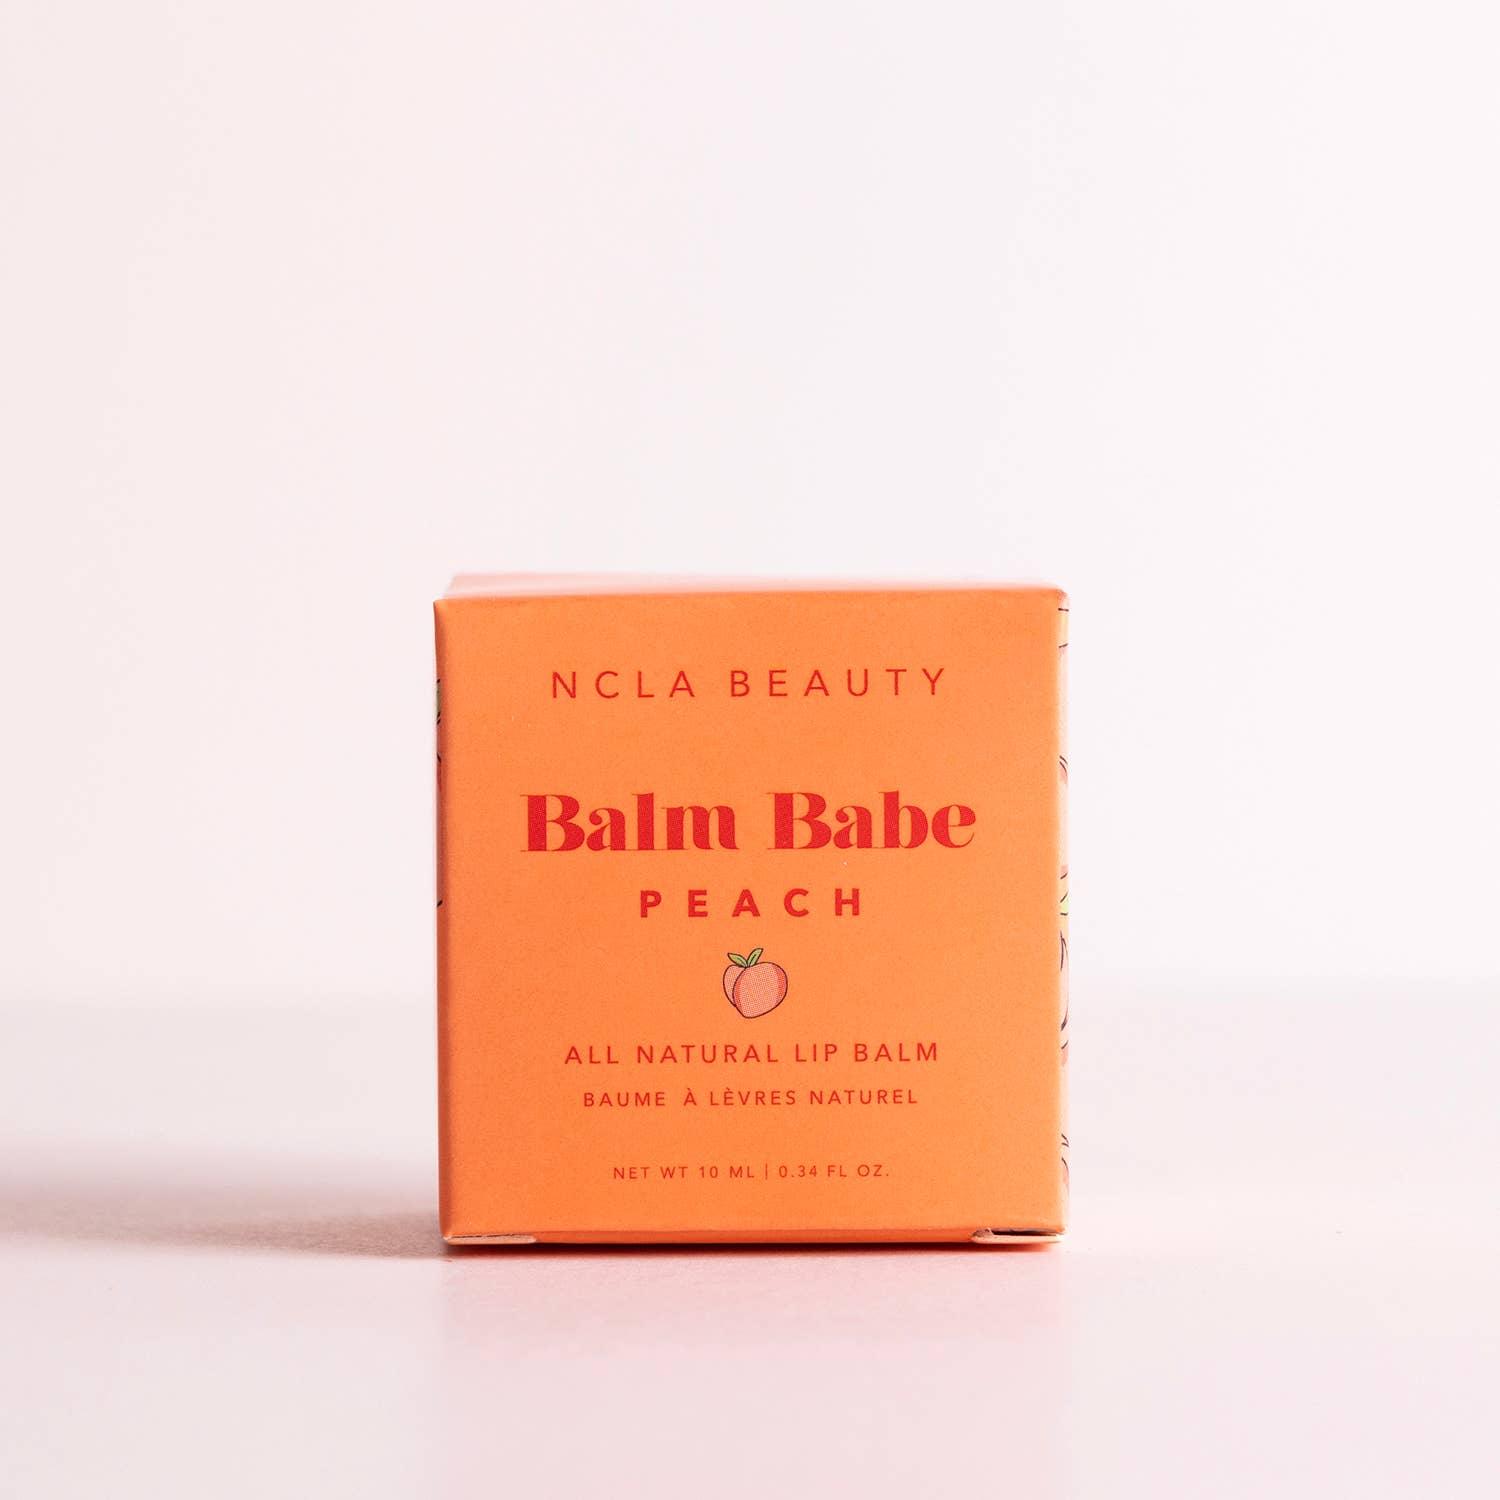 NCLA BEAUTY
Balm Babe
PEACH
ALL NATURAL LIP BALM
BAUME À LÈVRES NATUREL
NET WT 10 ML | 0.34 FL OZ.